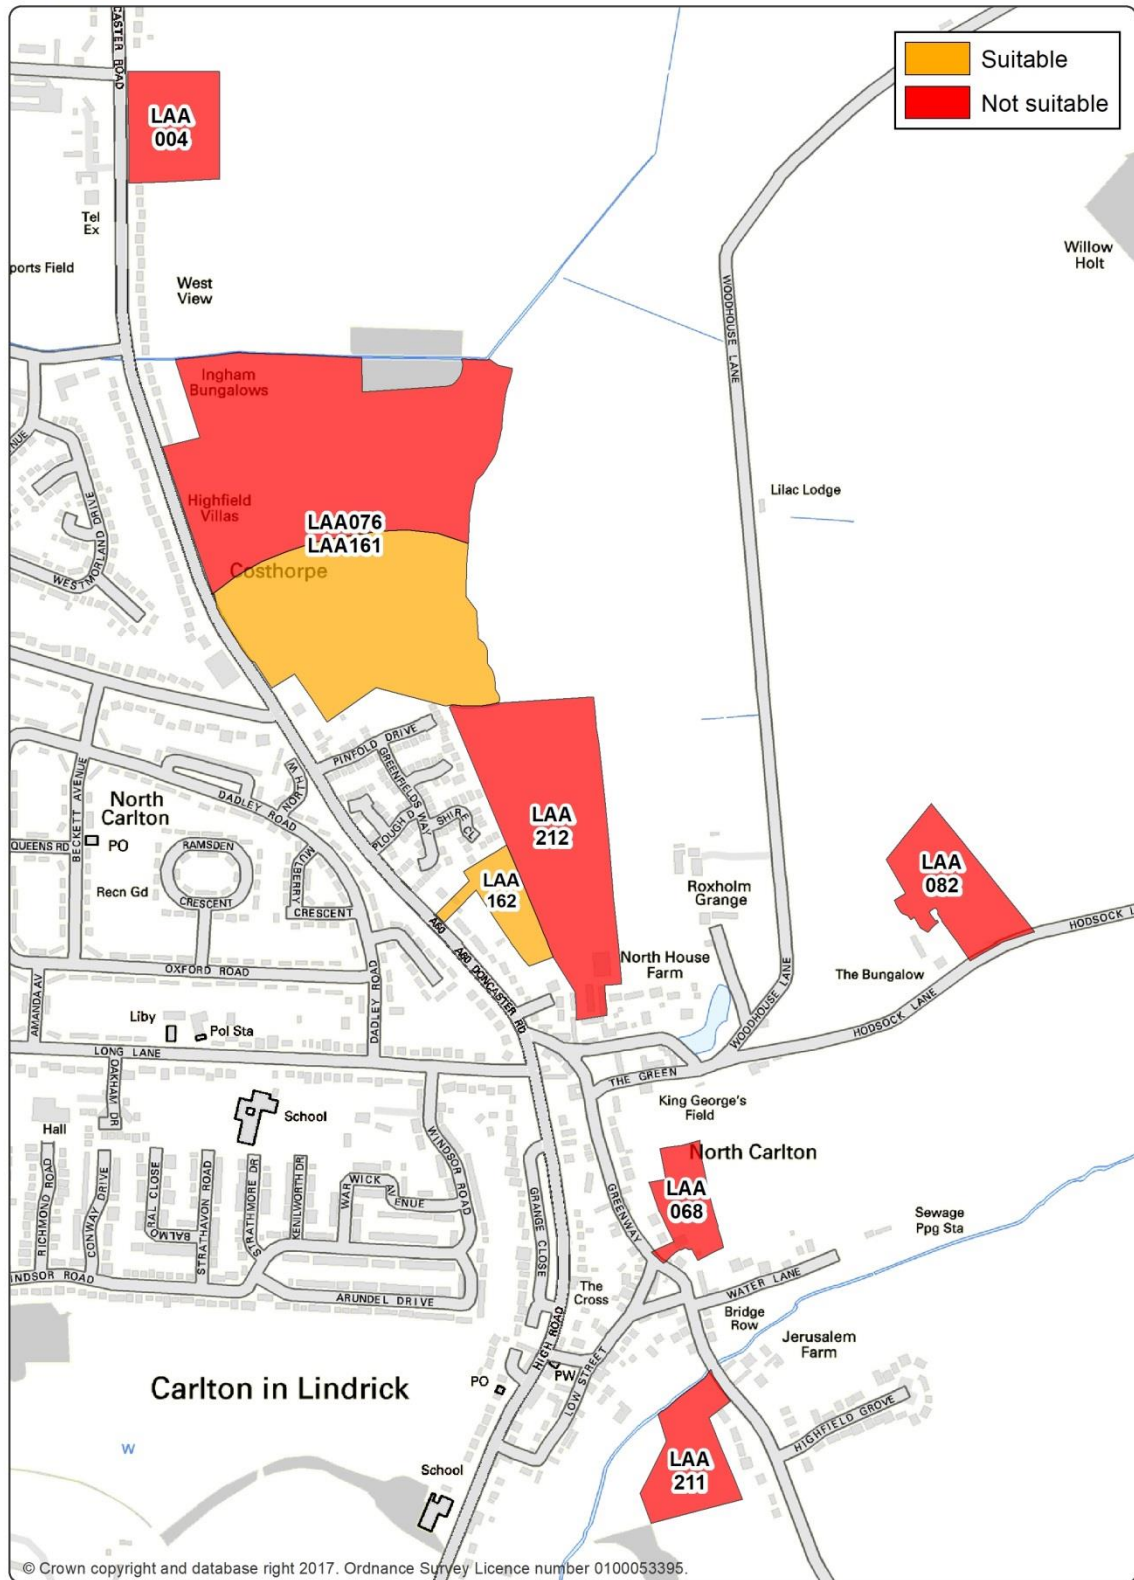 CASTER ROAD
Suitable
Not suitable
LAA
004
Tel
Ex
ports Field
West
View
Willow
Holt
WOODHOUSE LANE
Ingham
Bungalows
NUE
Highfield
Villas
LAA076
LAA161
Costhorpe
Lilac Lodge
WESTMORLAND DRIVE
PINFOLD DRIVE
GREENFIELDS WAY
NORTH W
SHIRE CL
PLOUGH D
DADLEY ROAD
BECKETT AVENUE
North
Carlton
PO
QUEENS RD
RAMSDEN
CRESCENT
Recn Gd
MULBERRY
CRESCENT
LAA
212
LAA
162
LAA
082
Roxholm
Grange
A60
A60 DONCASTER RD
North House
Farm
HODSOCK L
The Bungalow
HODSOCK LANE
WOODHOUSE LANE
OXFORD ROAD
AMANDA AV
DADLEY ROAD
Liby
Pol Sta
LONG LANE
OAKHAM DR
THE GREEN
King George's
Field
School
Hall
WINDSOR ROAD
North Carlton
LAA
068
GREENWAY
Sewage
Ppg Sta
RICHMOND ROAD
CONWAY DRIVE
BALMORAL CLOSE
STRATHAVON ROAD
STRATHMORE DR
KENILWORTH DR
WARWICK AVENUE
GRANGE CLOSE
INDSOR ROAD
ARUNDEL DRIVE
The
Cross
WATER LANE
Bridge
Row
Jerusalem
Farm
HIGH ROAD
LOW STREET
PW
PO
Carlton in Lindrick
HIGHFIELD GROVE
W
School
LAA
211
© Crown copyright and database right 2017. Ordnance Survey Licence number 0100053395.